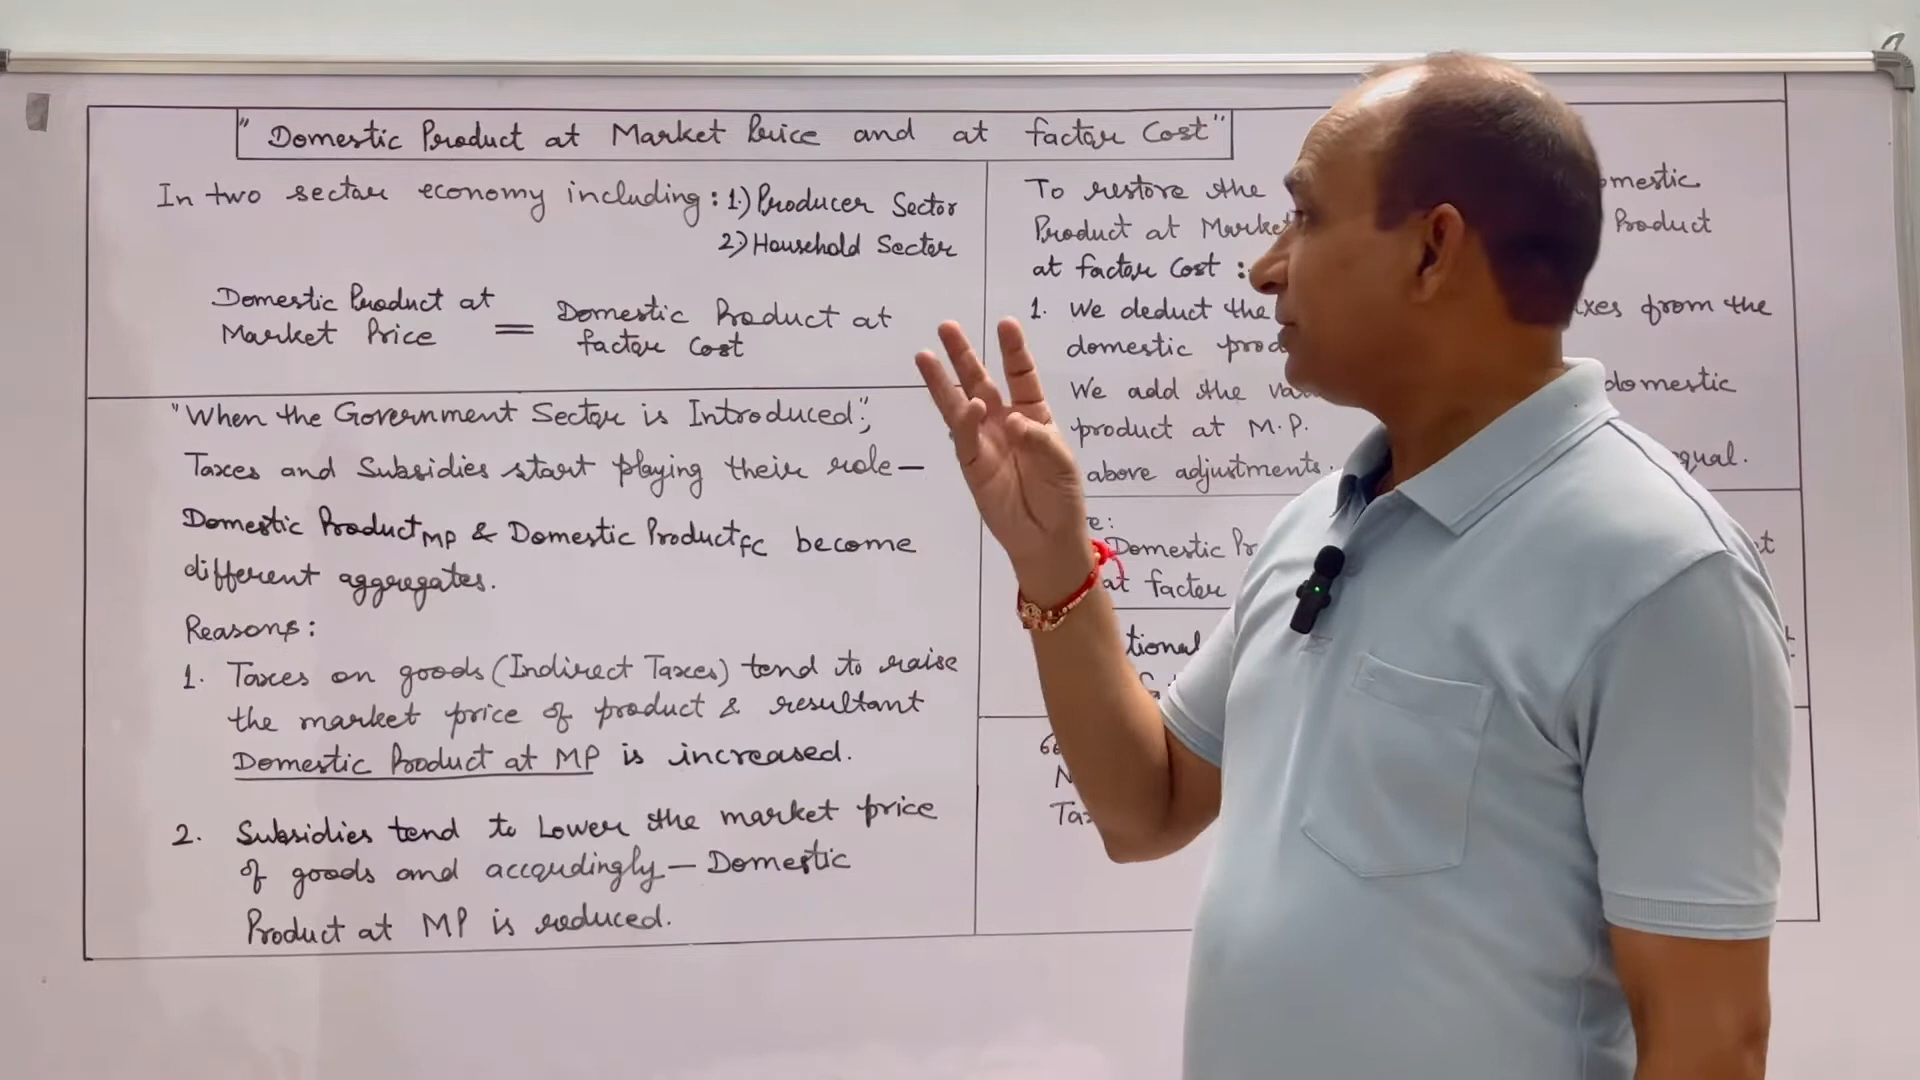 "Domestic Product at Market Price and at factor Cost"
In two sector economy including: 1.) Producer Sector
2.) Household Sector
Domestic Product at
Market Price = Domestic Product at
factor Cost
"When the Government Sector is Introduced";
Taxes and Subsidies start playing their role—
Domestic Product MP & Domestic Product FC become
different aggregates.
Reasons:
1. Taxes on goods (Indirect Taxes) tend to raise
the market price of product & resultant
Domestic Product at MP is increased.
2. Subsidies tend to Lower the market price
of goods and accordingly — Domestic
Product at MP is reduced.
To restore the
Product at Market Product
at factor Cost :-
1. We deduct the from the
domestic
We add the domestic
product at M.P.
above adjustments.
Domestic
at factor